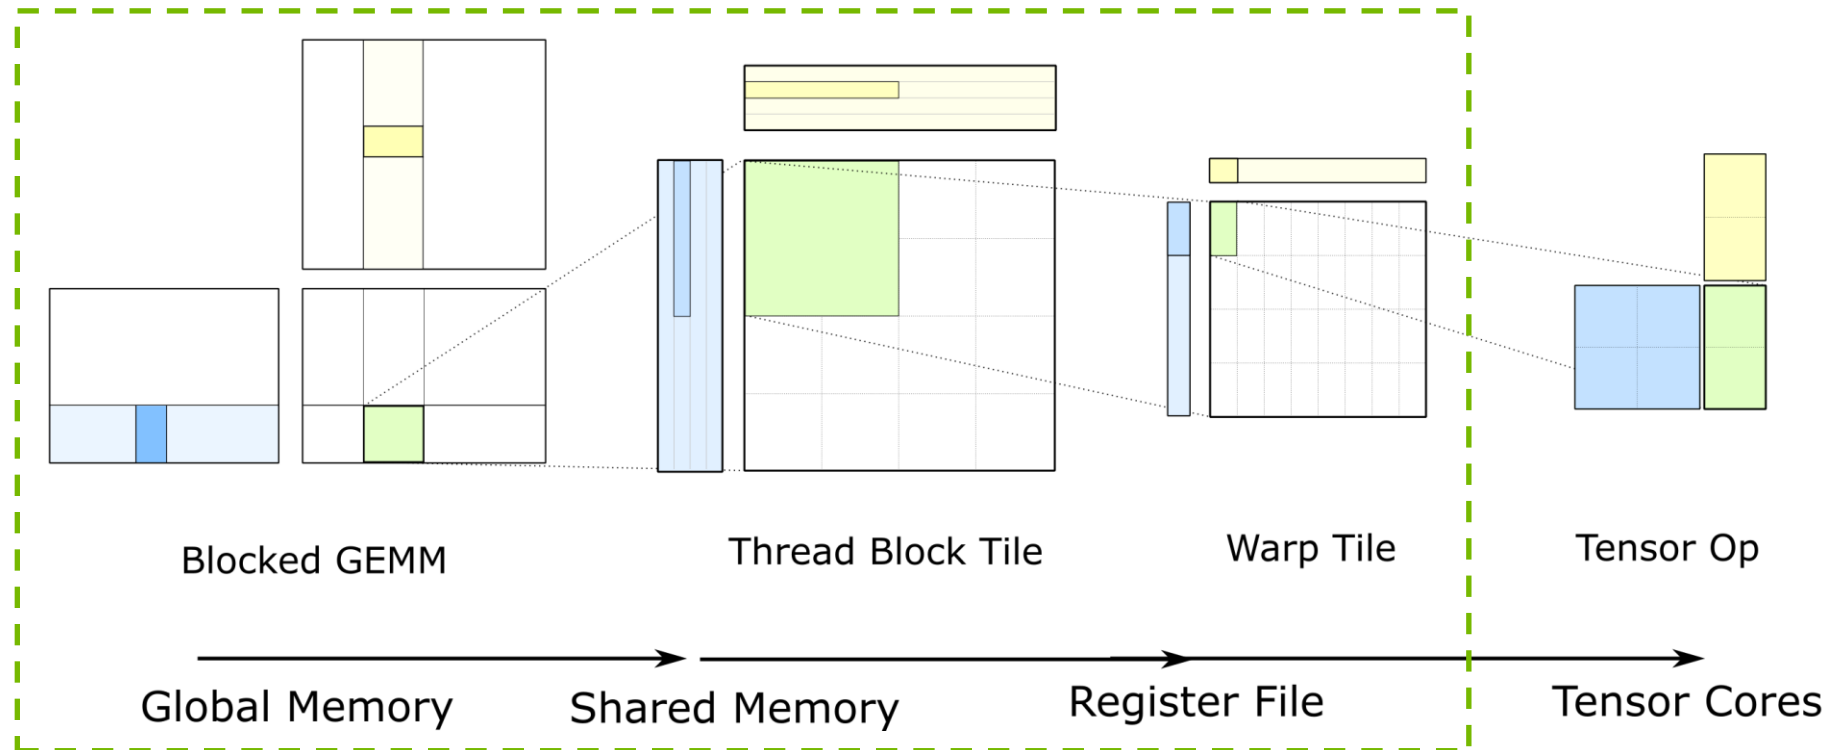 Blocked GEMM
Thread Block Tile
Warp Tile
Tensor Op
Global Memory
Shared Memory
Register File
Tensor Cores